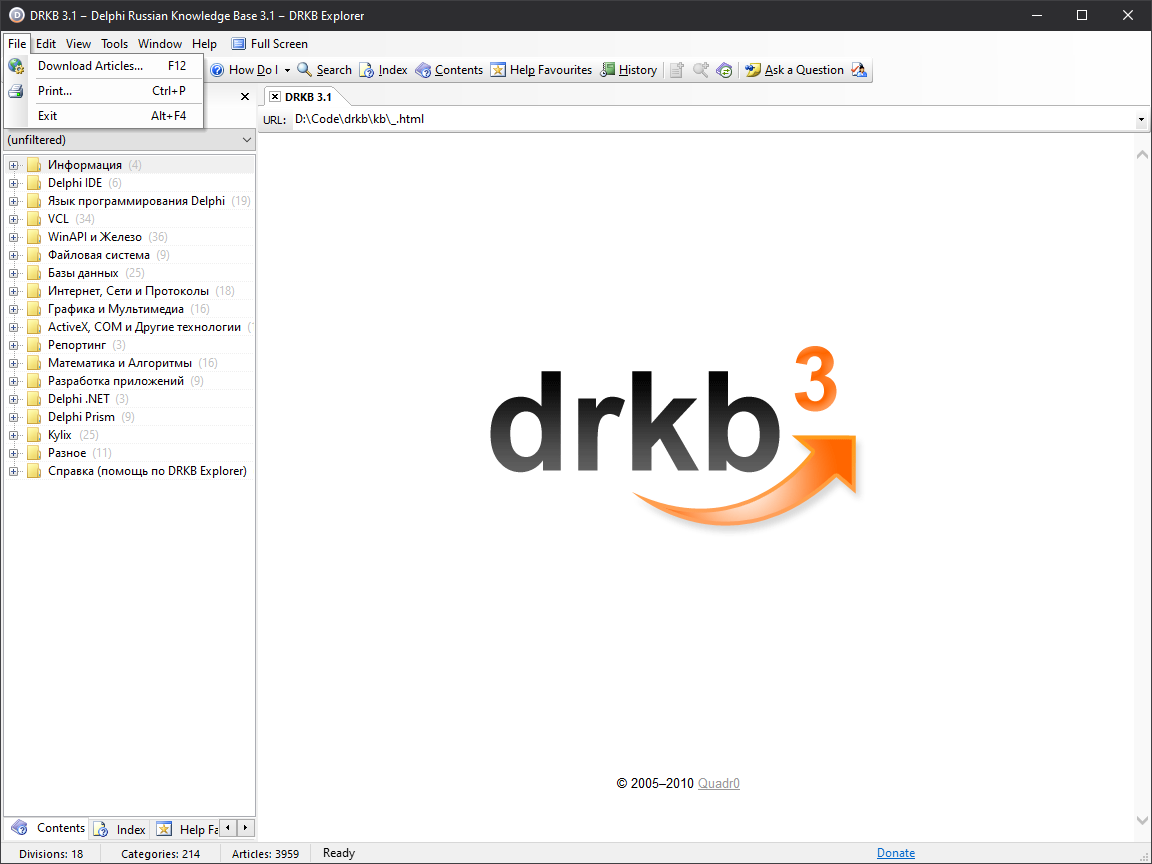 DRKB 3.1 – Delphi Russian Knowledge Base 3.1 – DRKB Explorer
File Edit View Tools Window Help Full Screen
Download Articles... F12
Print... Ctrl+P
Exit Alt+F4
How Do I Search Index Contents Help Favourites History Ask a Question
DRKB 3.1
URL: D:\Code\drkb\kb\_.html
(unfiltered)
Информация (4)
Delphi IDE (6)
Язык программирования Delphi (19)
VCL (34)
WinAPI и Железо (36)
Файловая система (9)
Базы данных (25)
Интернет, Сети и Протоколы (18)
Графика и Мультимедиа (16)
ActiveX, COM и Другие технологии
Репортинг (3)
Математика и Алгоритмы (16)
Разработка приложений (9)
Delphi .NET (3)
Delphi Prism (9)
Kylix (25)
Разное (11)
Справка (помощь по DRKB Explorer)
drkb3
© 2005–2010 Quadr0
Contents Index Help Fa
Divisions: 18 Categories: 214 Articles: 3959 Ready Donate